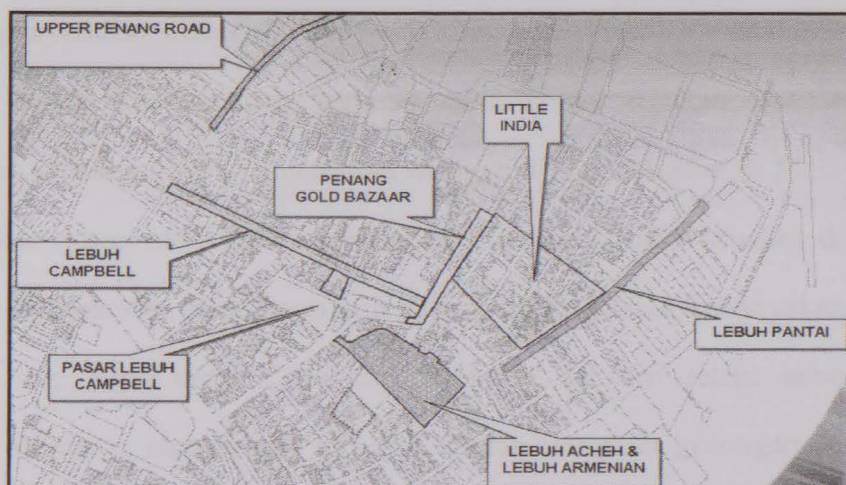 UPPER PENANG ROAD
LITTLE
INDIA
PENANG
GOLD BAZAAR
LEBUH
CAMPBELL
LEBUH PANTAI
PASAR LEBUH
CAMPBELL
LEBUH ACHEH &
LEBUH ARMENIAN